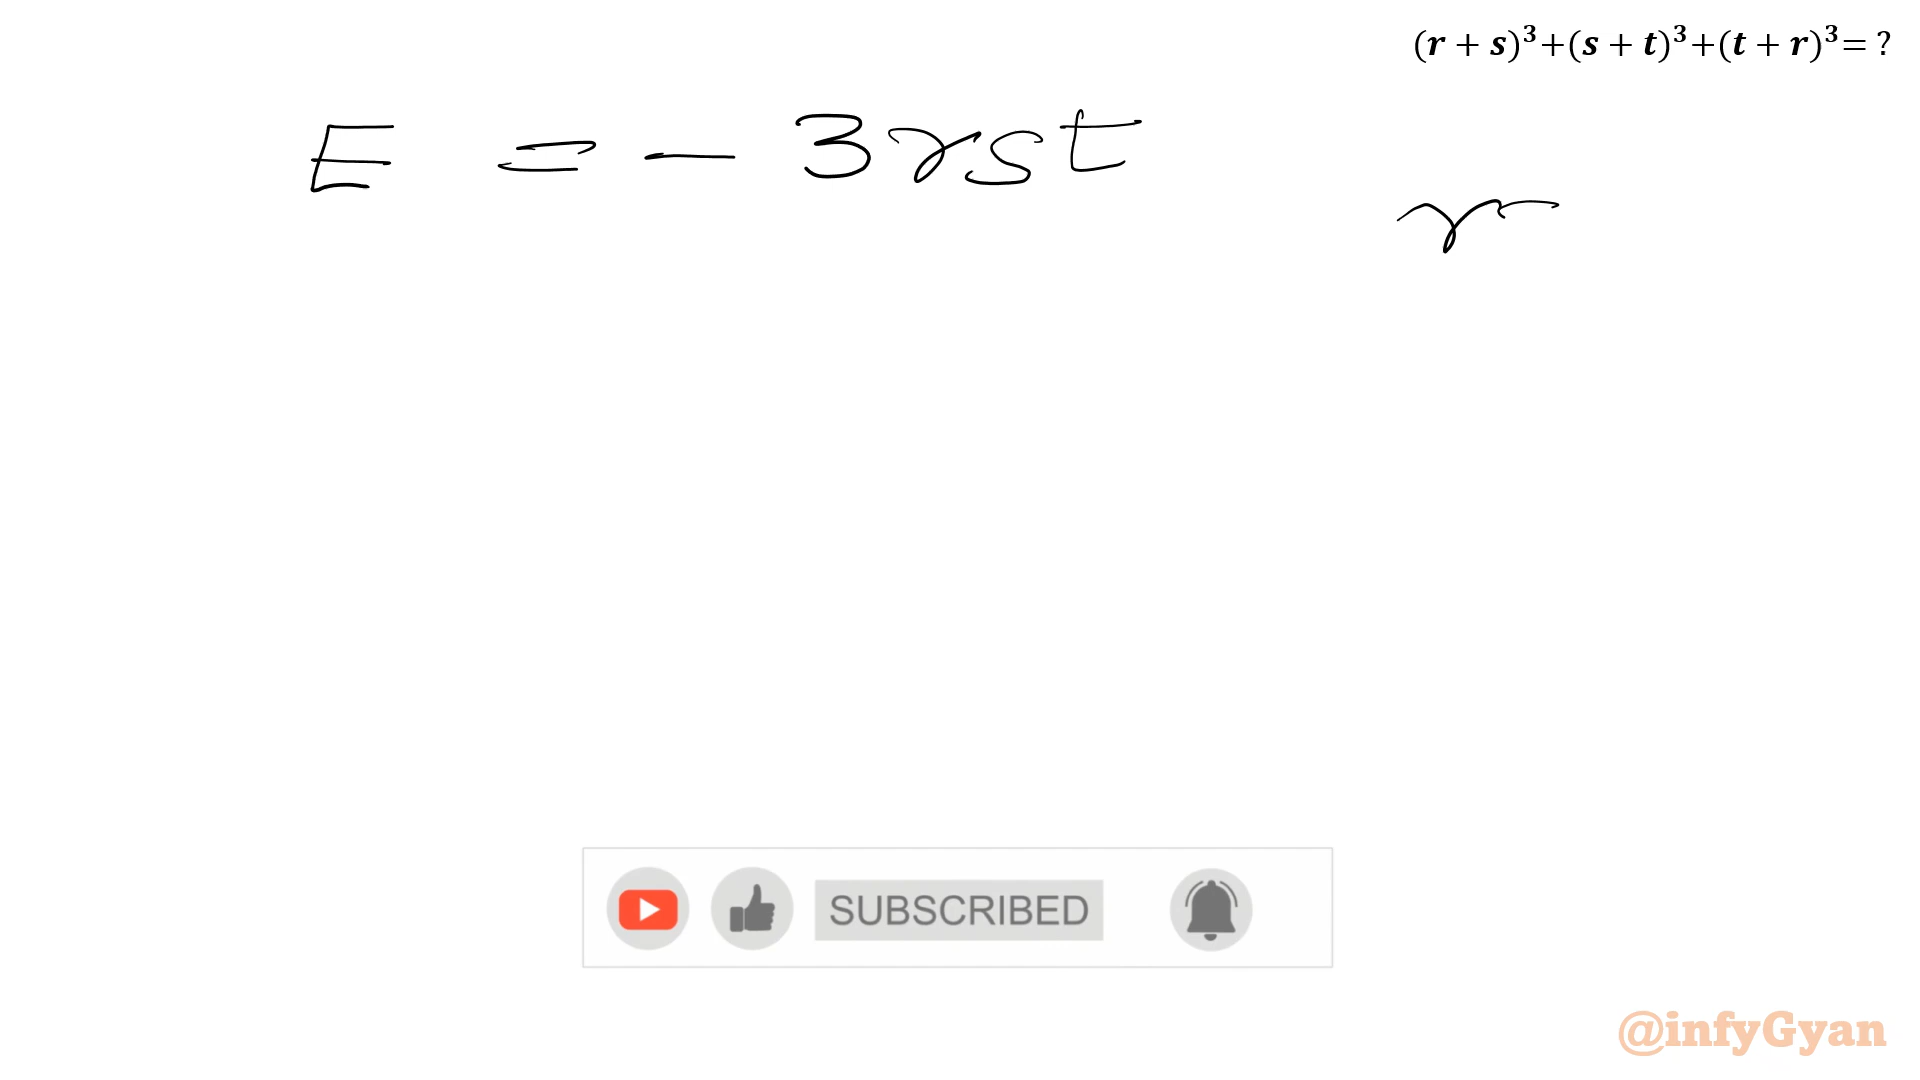 (r + s)³+(s + t)³+(t + r)³= ?
E = - 3rst
r
SUBSCRIBED
@infyGyan